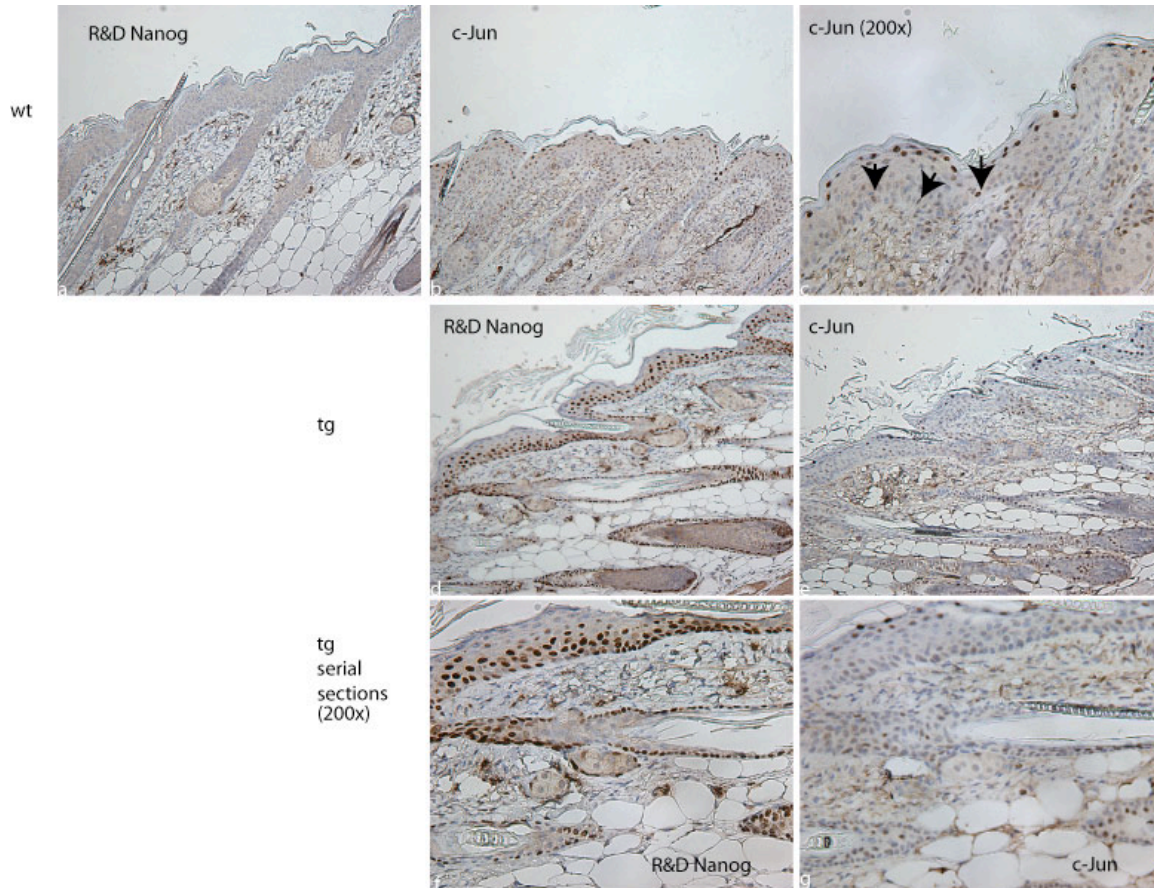 R&D Nanog
c-Jun
c-Jun (200x)
wt
a
b
c
R&D Nanog
c-Jun
tg
d
e
tg
serial
sections
(200x)
R&D Nanog
c-Jun
f
g